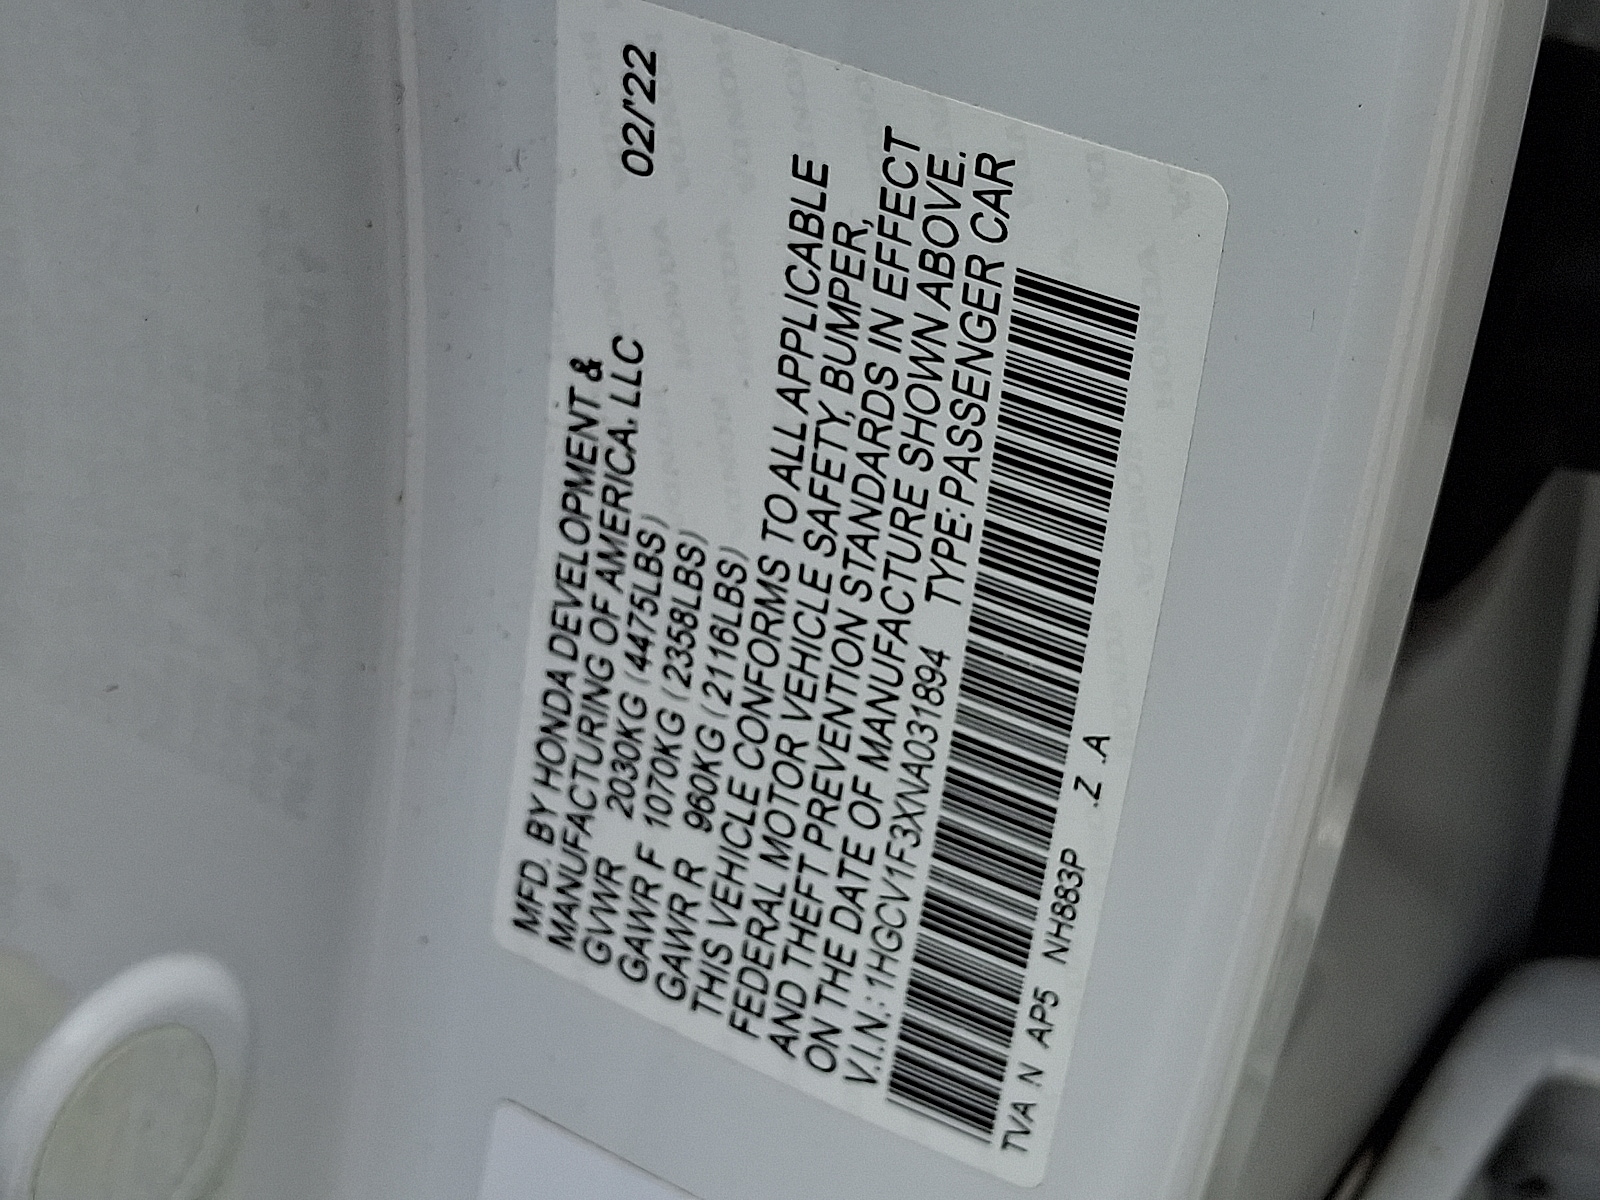 MFD. BY HONDA DEVELOPMENT &
MANUFACTURING OF AMERICA. LLC 02/'22
GVWR 2030KG (4475LBS)
GAWR F 1070KG (2358LBS)
GAWR R 960KG (2116LBS)
THIS VEHICLE CONFORMS TO ALL APPLICABLE
FEDERAL MOTOR VEHICLE SAFETY, BUMPER,
AND THEFT PREVENTION STANDARDS IN EFFECT
ON THE DATE OF MANUFACTURE SHOWN ABOVE.
V.I.N.: 1HGCV1F3XNA031894 TYPE: PASSENGER CAR
TVA N AP5 NH883P .Z .A